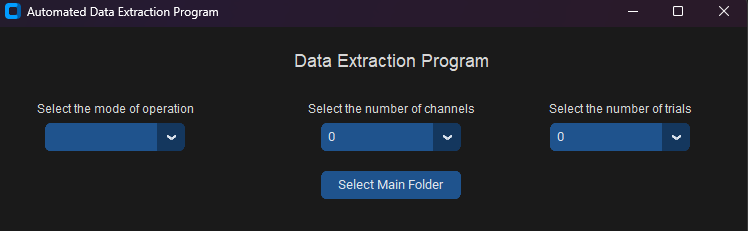 Automated Data Extraction Program
Data Extraction Program
Select the mode of operation
Select the number of channels
Select the number of trials
0
0
Select Main Folder